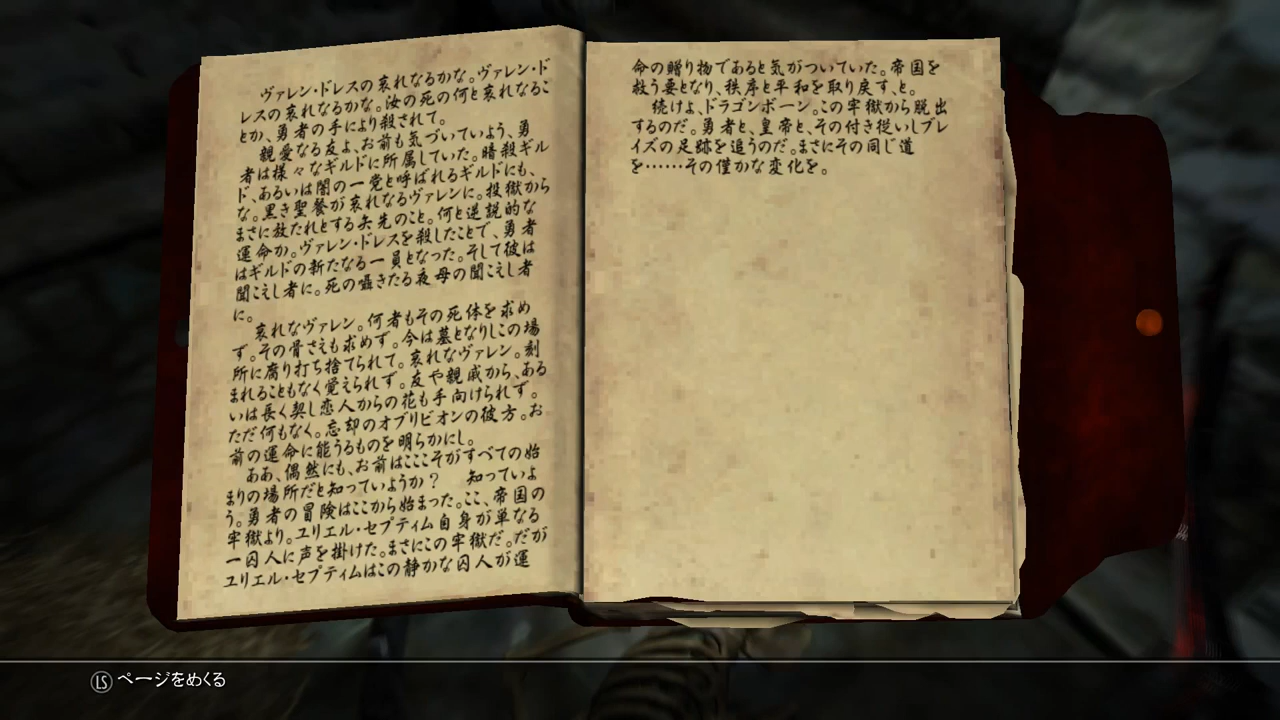 ヴァレン・ドレスの哀れなるかな。ヴァレン・ド
レスの哀れなるかな。汝の死の何と哀れなるこ
とか、勇者の手により殺されて。
親愛なる友よ、お前も気づいていよう、勇
者は様々なギルドに所属していた。暗殺ギル
ド、あるいは闇の一党と呼ばれるギルドにも、
な。黒き聖餐が哀れなるヴァレンに。投獄から
まさに放たれとする矢先のこと。何と逆説的な
運命か。ヴァレン・ドレスを殺したことで、勇者
はギルドの新たなる一員となった。そして彼は
聞こえし者に。死の囁きたる夜母の聞こえし者
に。
哀れなヴァレン。何者もその死体を求め
ず。その骨さえも求めず。今は墓となりしこの場
所に腐り打ち捨てられて。哀れなヴァレン。刻
まれることもなく覚えられず。友や親戚から、ある
いは長く契し恋人からの花も手向けられず。
ただ何もなく。忘却のオブリビオンの彼方。お
前の運命に能うるものを明らかにし。
ああ、偶然にも、お前はここそがすべての始
まりの場所だと知っていようか？　知っていよ
う。勇者の冒険はここから始まった。ここ、帝国の
牢獄より。ユリエル・セプティム自身が単なる
一囚人に声を掛けた。まさにこの牢獄だ。だが
ユリエル・セプティムはこの静かな囚人が運
命の贈り物であると気がついていた。帝国を
救う要となり、秩序と平和を取り戻す、と。
続けよ、ドラゴンボーン。この牢獄から脱出
するのだ。勇者と、皇帝と、その付き従いしブレ
イズの足跡を追うのだ。まさにその同じ道
を……その僅かな変化を。
LS ページをめくる